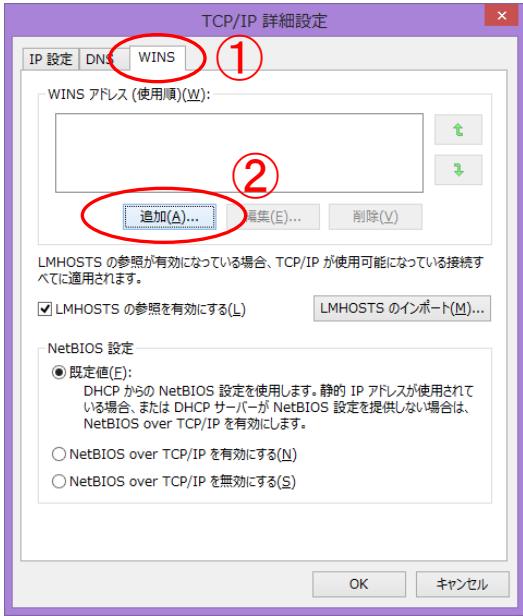 TCP/IP 詳細設定
IP 設定 DNS WINS ①
WINS アドレス (使用順)(W):
②
追加(A)... 編集(E)... 削除(V)
LMHOSTS の参照が有効になっている場合、TCP/IP が使用可能になっている接続す
べてに適用されます。
LMHOSTS の参照を有効にする(L) LMHOSTS のインポート(M)...
NetBIOS 設定
既定値(F):
DHCP からの NetBIOS 設定を使用します。静的 IP アドレスが使用されて
いる場合、または DHCP サーバーが NetBIOS 設定を提供しない場合は、
NetBIOS over TCP/IP を有効にします。
NetBIOS over TCP/IP を有効にする(N)
NetBIOS over TCP/IP を無効にする(S)
OK キャンセル